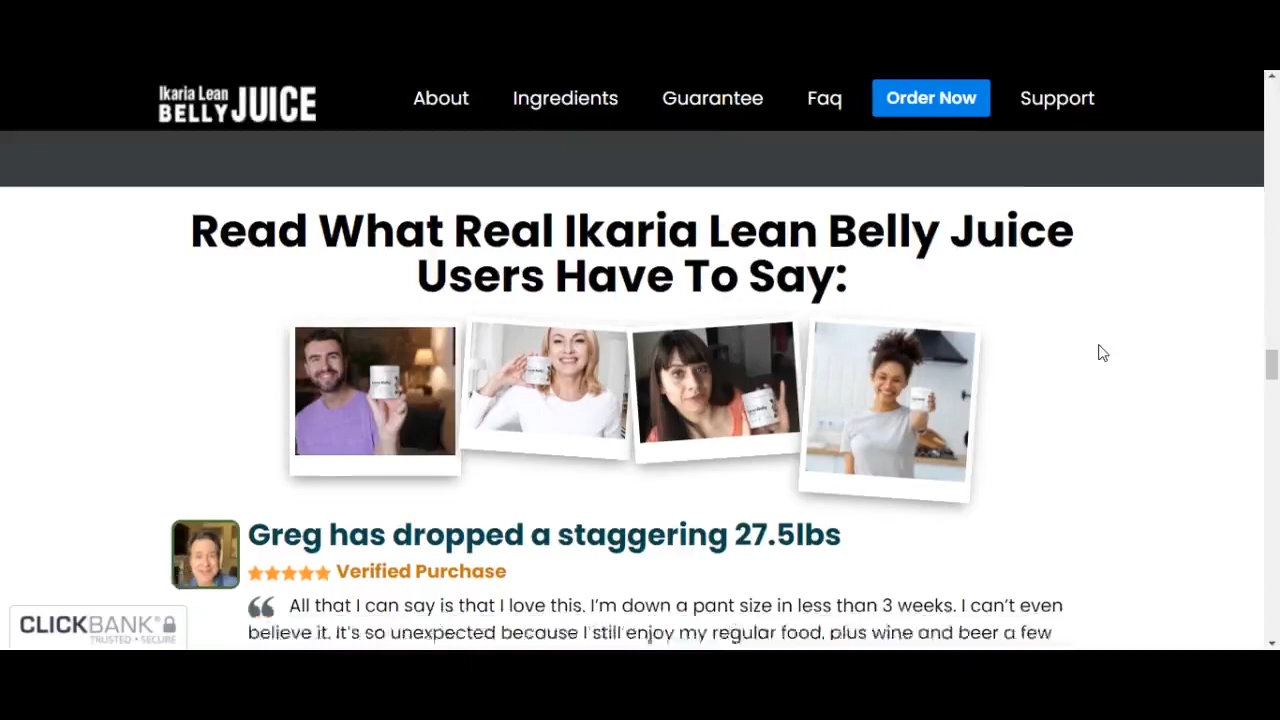 Ikaria Lean
BELLY JUICE
About Ingredients Guarantee Faq Order Now Support
Read What Real Ikaria Lean Belly Juice
Users Have To Say:
Greg has dropped a staggering 27.5lbs
Verified Purchase
All that I can say is that I love this. I'm down a pant size in less than 3 weeks. I can't even
believe it. It's so unexpected because I still enjoy my regular food, plus wine and beer a few
CLICKBANK®
TRUSTED • SECURE